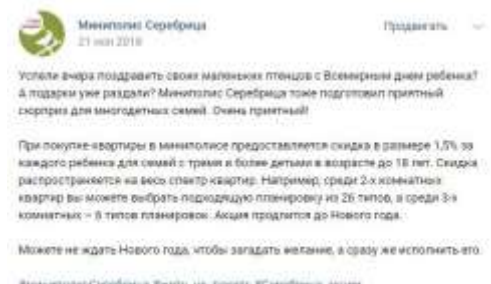 Миниполис Серебрица
21 ноя 2018
Продвигать
Успели вчера поздравить своих маленьких птенцов с Всемирным днем ребенка?
А подарки уже раздали? Миниполис Серебрица тоже подготовил приятный
сюрприз для многодетных семей. Очень приятный!
При покупке квартиры в миниполисе предоставляется скидка в размере 1,5% за
каждого ребенка для семей с тремя и более детьми в возрасте до 18 лет. Скидка
распространяется на весь спектр квартир. Например, среди 2-х комнатных
квартир вы можете выбрать подходящую планировку из 26 типов, а среди 3-х
комнатных – 8 типов планировок. Акция продлится до Нового года.
Можете не ждать Нового года, чтобы загадать желание, а сразу же исполнить его.